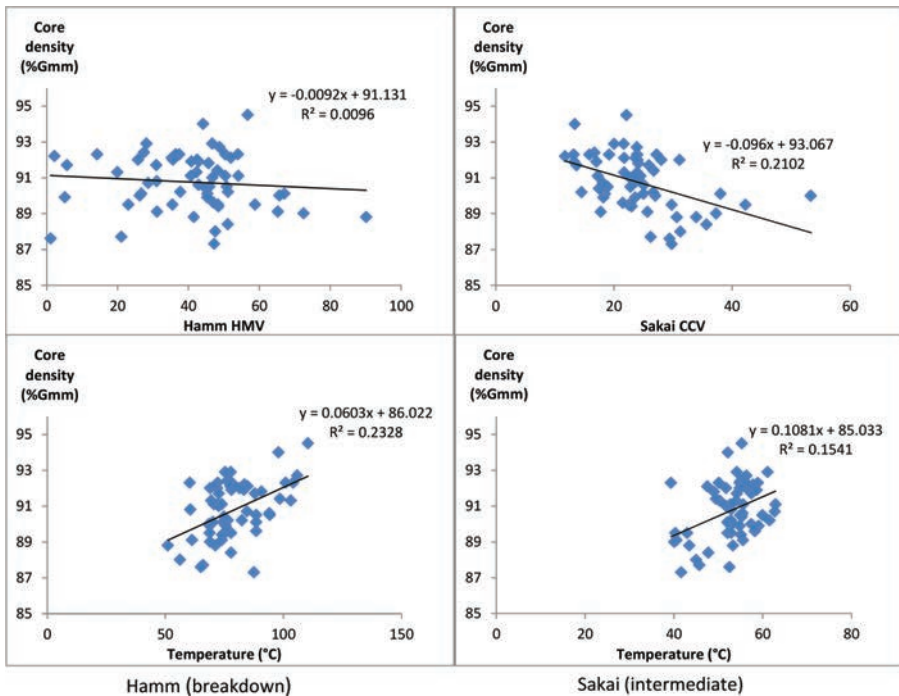 Core
density
(%Gmm)
y = -0.0092x + 91.131
R² = 0.0096
95
93
91
89
87
85
0 20 40 60 80 100
Hamm HMV
Core
density
(%Gmm)
y = -0.096x + 93.067
R² = 0.2102
95
93
91
89
87
85
0 20 40 60
Sakai CCV
Core
density
(%Gmm)
y = 0.0603x + 86.022
R² = 0.2328
95
93
91
89
87
85
0 50 100 150
Temperature (°C)
Core
density
(%Gmm)
y = 0.1081x + 85.033
R² = 0.1541
95
93
91
89
87
85
0 20 40 60 80
Temperature (°C)
Hamm (breakdown)
Sakai (intermediate)